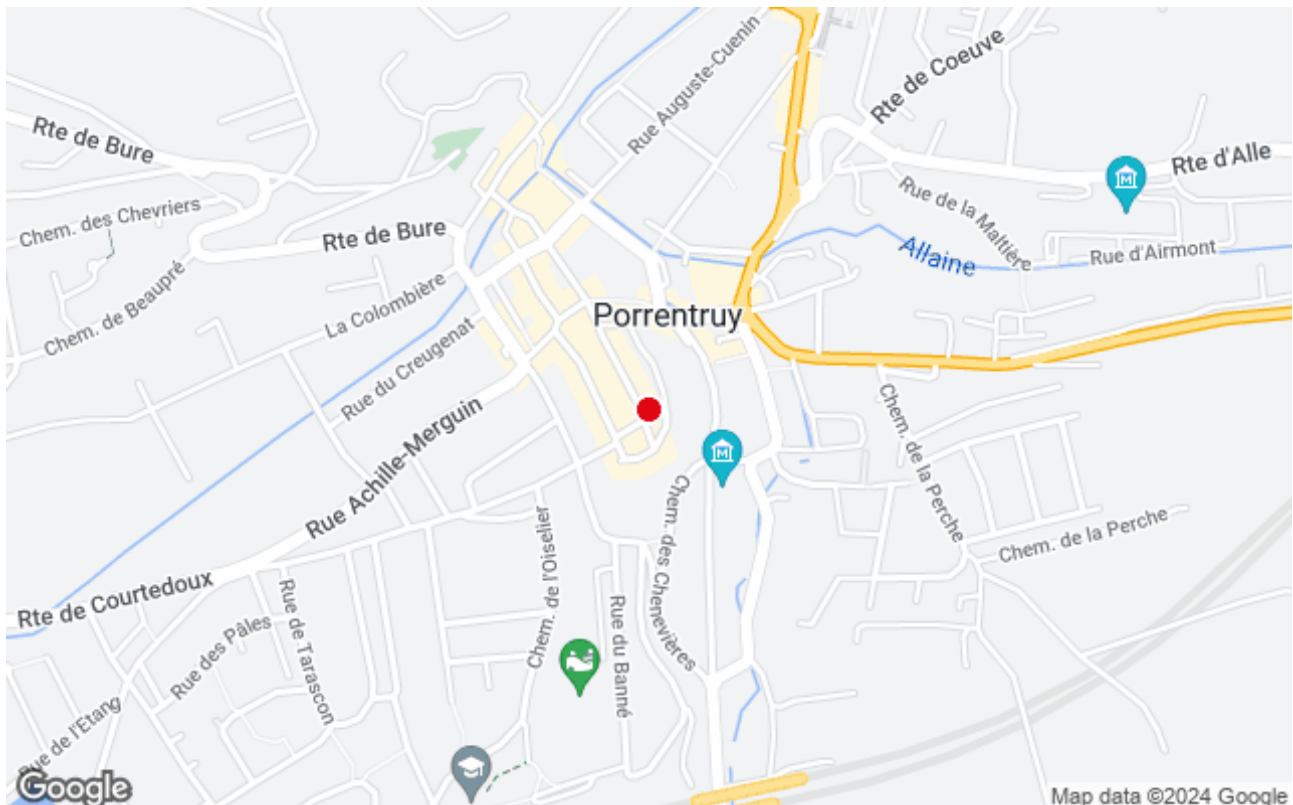 Rue Auguste-Cuenin
Rte de Coeuve
Rte de Bure
Rte d'Alle
Chem. des Chevriers
Rte de Bure
Rue de la Maltière
Allaine
Rue d'Airmont
Chem. de Beaupré
La Colombière
Porrentruy
Rue du Creugenat
Rue Achille-Merguin
Chem. de la Perche
Chem. des Chenevières
Chem. de l'Oiselier
Chem. de la Perche
Rte de Courtedoux
Rue de Tarascon
Rue des Pâles
Rue du Banné
Rue de l'Etang
M
M
Google
Map data ©2024 Google